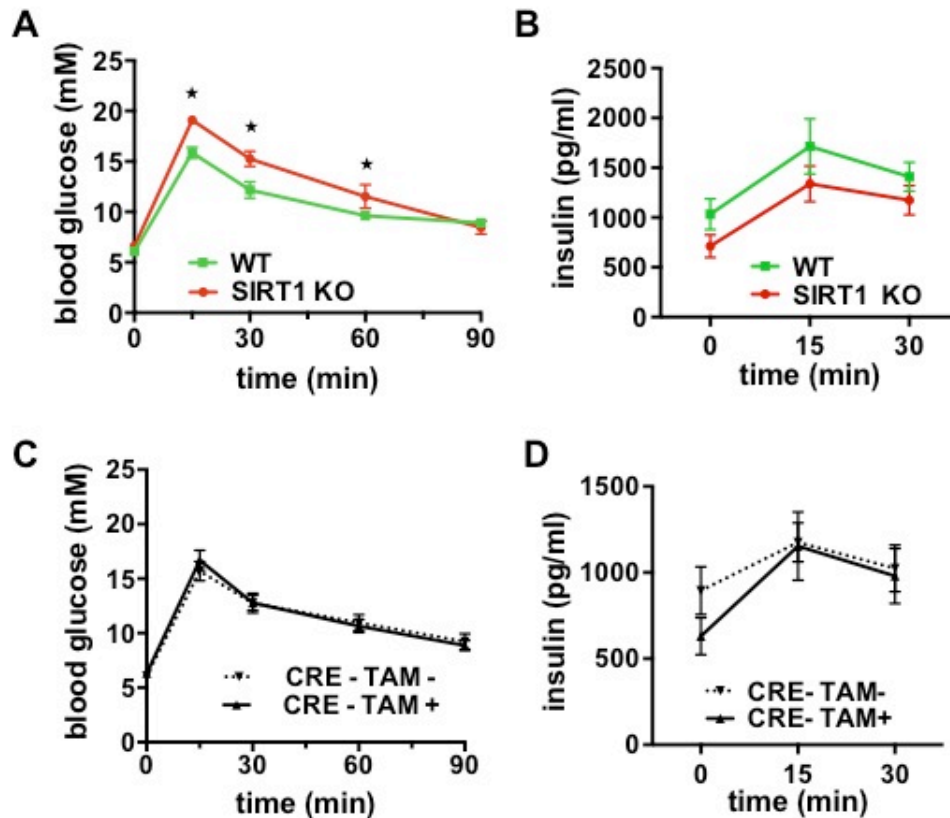 A
blood glucose (mM)
25
20
15
10
5
0
★
★
★
WT
SIRT1 KO
0 30 60 90
time (min)
B
insulin (pg/ml)
2500
2000
1500
1000
500
0
WT
SIRT1 KO
0 15 30
time (min)
C
blood glucose (mM)
25
20
15
10
5
0
CRE - TAM -
CRE - TAM +
0 30 60 90
time (min)
D
insulin (pg/ml)
1500
1000
500
0
CRE- TAM-
CRE- TAM+
0 15 30
time (min)